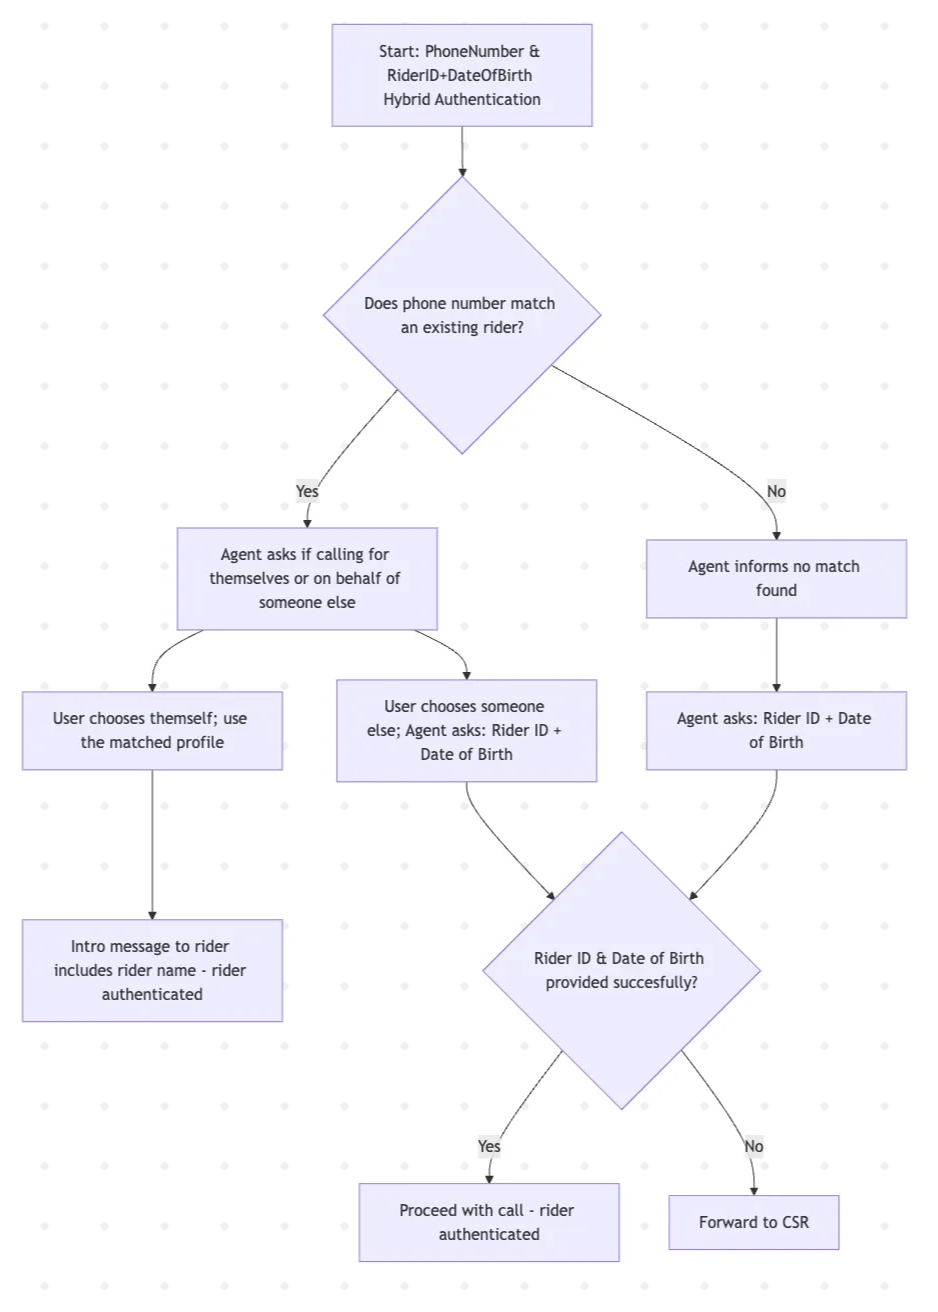 Start: PhoneNumber &
RiderID+DateOfBirth
Hybrid Authentication
Does phone number match
an existing rider?
Yes
No
Agent asks if calling for
themselves or on behalf of
someone else
Agent informs no match
found
User chooses themself; use
the matched profile
User chooses someone
else; Agent asks: Rider ID +
Date of Birth
Agent asks: Rider ID + Date
of Birth
Intro message to rider
includes rider name - rider
authenticated
Rider ID & Date of Birth
provided succesfully?
Yes
No
Proceed with call - rider
authenticated
Forward to CSR